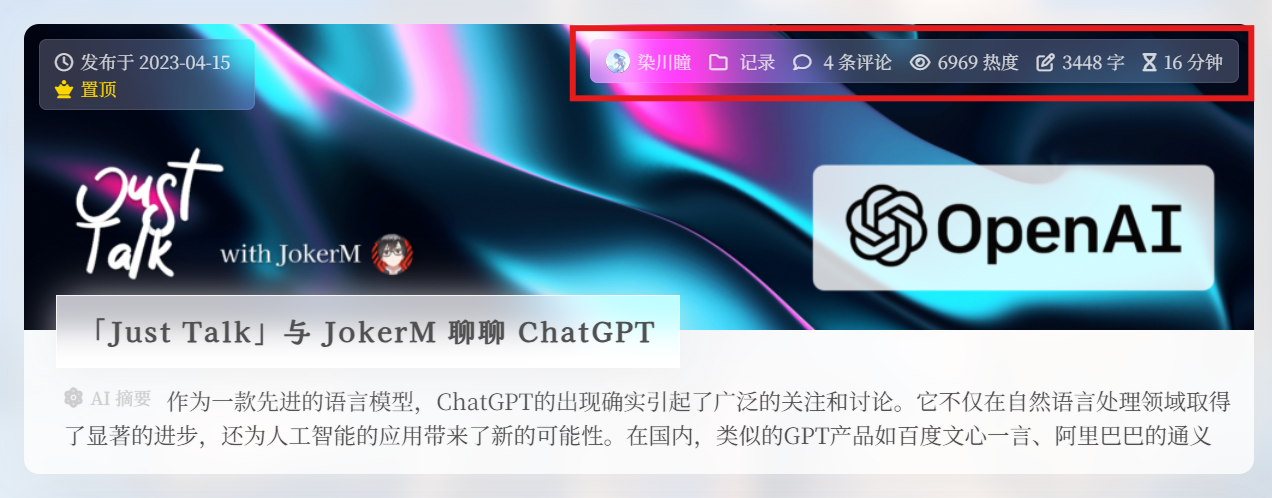 发布于 2023-04-15
置顶
染川瞳 记录 4 条评论 6969 热度 3448 字 16 分钟
Just Talk
with JokerM
OpenAI
「Just Talk」与 JokerM 聊聊 ChatGPT
AI 摘要 作为一款先进的语言模型，ChatGPT的出现确实引起了广泛的关注和讨论。它不仅在自然语言处理领域取得
了显著的进步，还为人工智能的应用带来了新的可能性。在国内，类似的GPT产品如百度文心一言、阿里巴巴的通义